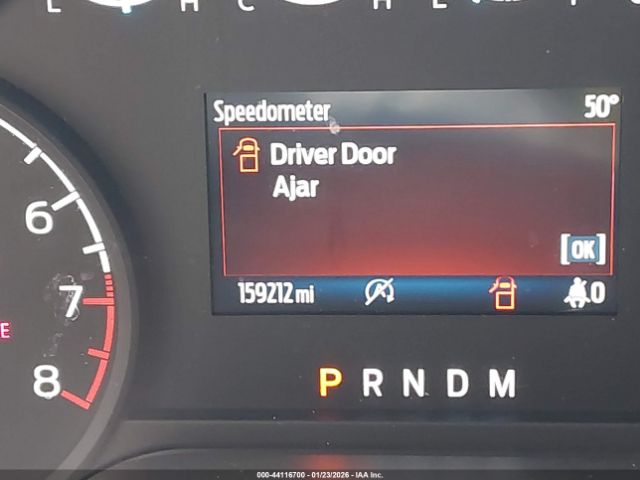 L H C H E F
Speedometer 50°
Driver Door
Ajar
[OK]
6
7
8
E
159212 mi 0
P R N D M
000-44116700 - 01/23/2026 - IAA Inc.